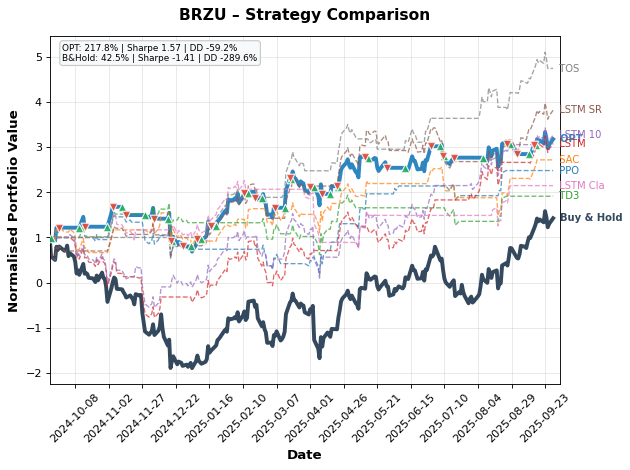 BRZU – Strategy Comparison
OPT: 217.8% | Sharpe 1.57 | DD -59.2%
B&Hold: 42.5% | Sharpe -1.41 | DD -289.6%
Normalised Portfolio Value
5
4
3
2
1
0
−1
−2
TOS
LSTM SR
LSTM 10
OPT
LSTM
SAC
PPO
LSTM Cla
TD3
Buy & Hold
2024-10-08
2024-11-02
2024-11-27
2024-12-22
2025-01-16
2025-02-10
2025-03-07
2025-04-01
2025-04-26
2025-05-21
2025-06-15
2025-07-10
2025-08-04
2025-08-29
2025-09-23
Date